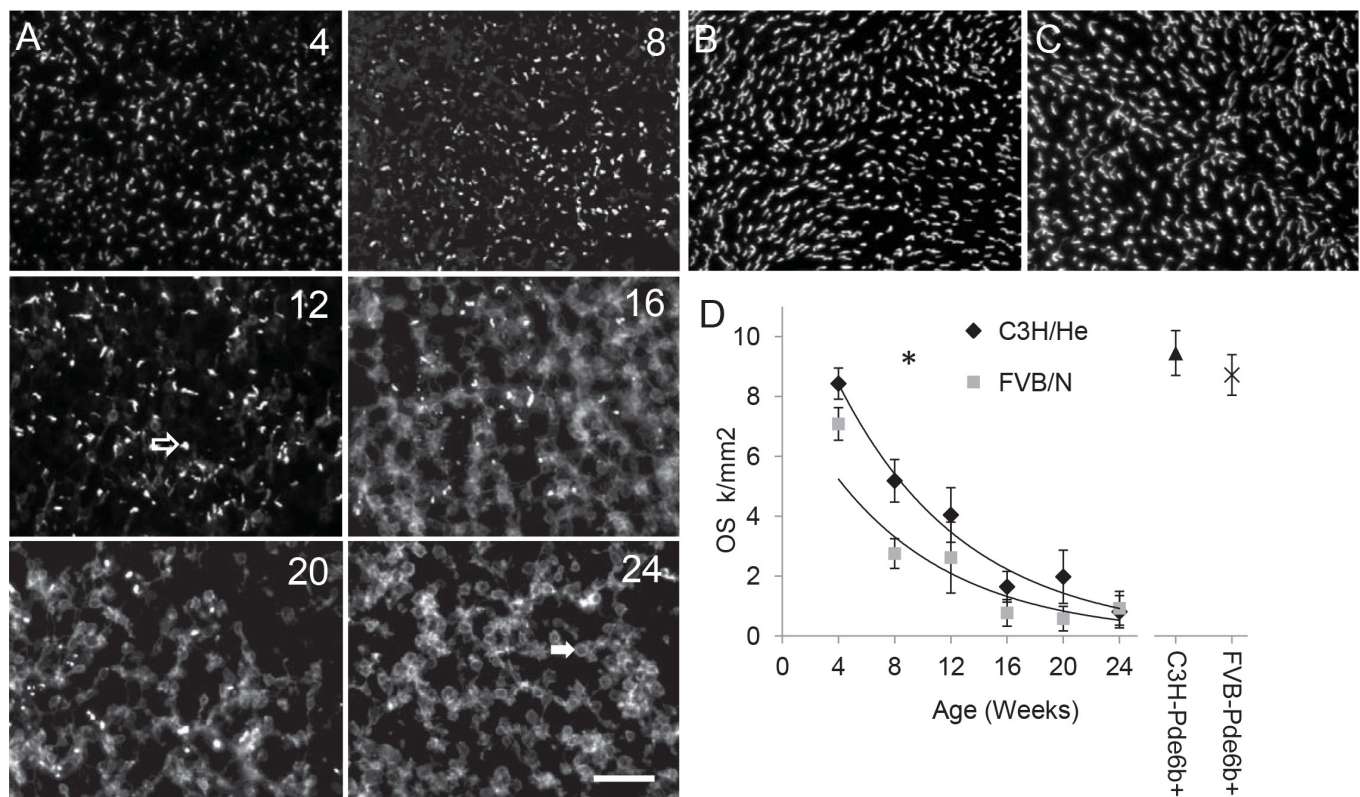 A
4
8
B
C
12
16
20
24
D
OS k/mm2
10
8
6
4
2
0
*
C3H/He
FVB/N
0 4 8 12 16 20 24
Age (Weeks)
C3H-Pde6b+
FVB-Pde6b+